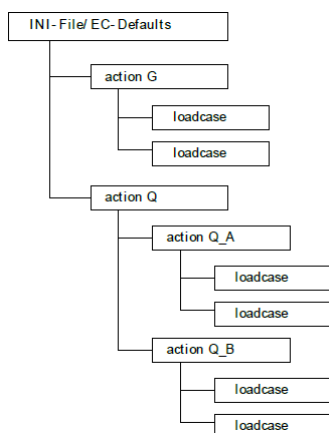 INI-File/EC-Defaults
action G
loadcase
loadcase
action Q
action Q_A
loadcase
loadcase
action Q_B
loadcase
loadcase